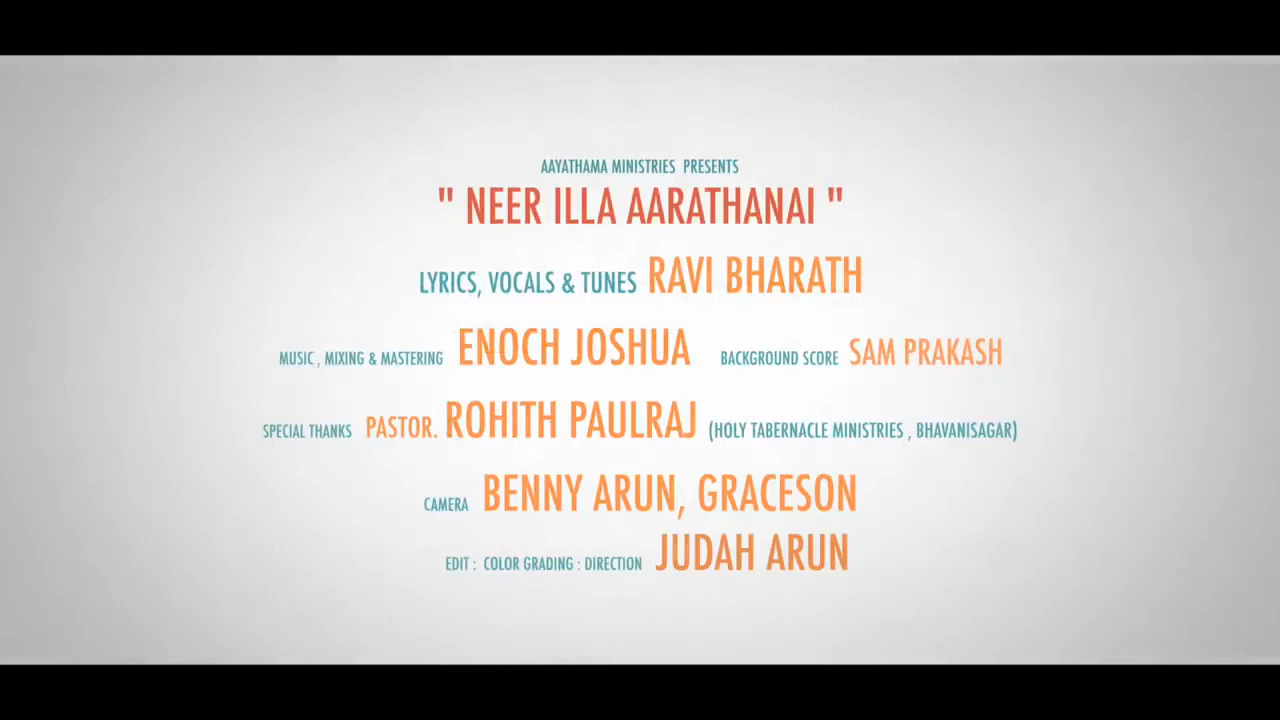 AAYATHAMA MINISTRIES PRESENTS
" NEER ILLA AARATHANAI "
LYRICS, VOCALS & TUNES RAVI BHARATH
MUSIC , MIXING & MASTERING ENOCH JOSHUA BACKGROUND SCORE SAM PRAKASH
SPECIAL THANKS PASTOR. ROHITH PAULRAJ (HOLY TABERNACLE MINISTRIES , BHAVANISAGAR)
CAMERA BENNY ARUN, GRACESON
EDIT : COLOR GRADING : DIRECTION JUDAH ARUN